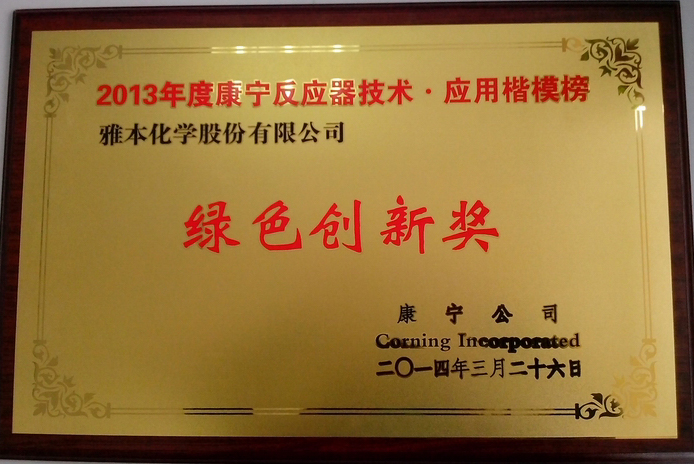 2013年度康宁反应器技术·应用楷模榜
雅本化学股份有限公司
绿色创新奖
康宁公司
Corning Incorporated
二〇一四年三月二十六日